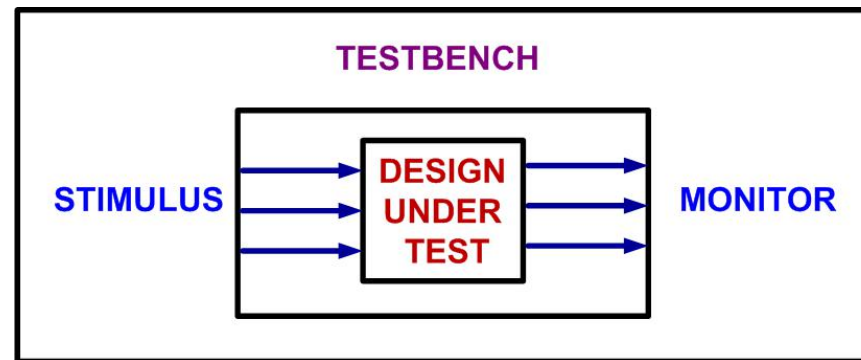 TESTBENCH
STIMULUS
DESIGN
UNDER
TEST
MONITOR